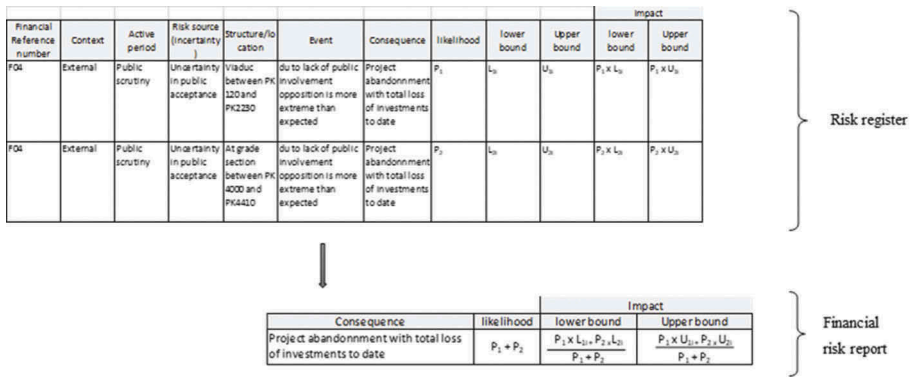 Impact
Financial Reference number Context Active period Risk source (incertainty) Structure/location Event Consequence likelihood lower bound Upper bound lower bound Upper bound
F04 External Public scrutiny Uncertainty in public acceptance Viaduc between PK 120 and PK2230 du to lack of public involvement opposition is more extreme than expected Project abandonnment with total loss of investments to date P₁ L₁ᵢ U₁ᵢ P₁ x L₁ᵢ P₁ x U₁ᵢ
F04 External Public scrutiny Uncertainty in public acceptance At grade section between PK 4000 and PK4410 du to lack of public involvement opposition is more extreme than expected Project abandonnment with total loss of investments to date P₂ L₂ᵢ U₂ᵢ P₂ x L₂ᵢ P₂ x U₂ᵢ
Risk register
Impact
Consequence likelihood lower bound Upper bound
Project abandonnment with total loss of investments to date P₁ + P₂ P₁ x L₁ᵢ + P₂ x L₂ᵢ / P₁ + P₂ P₁ x U₁ᵢ + P₂ x U₂ᵢ / P₁ + P₂
Financial
risk report